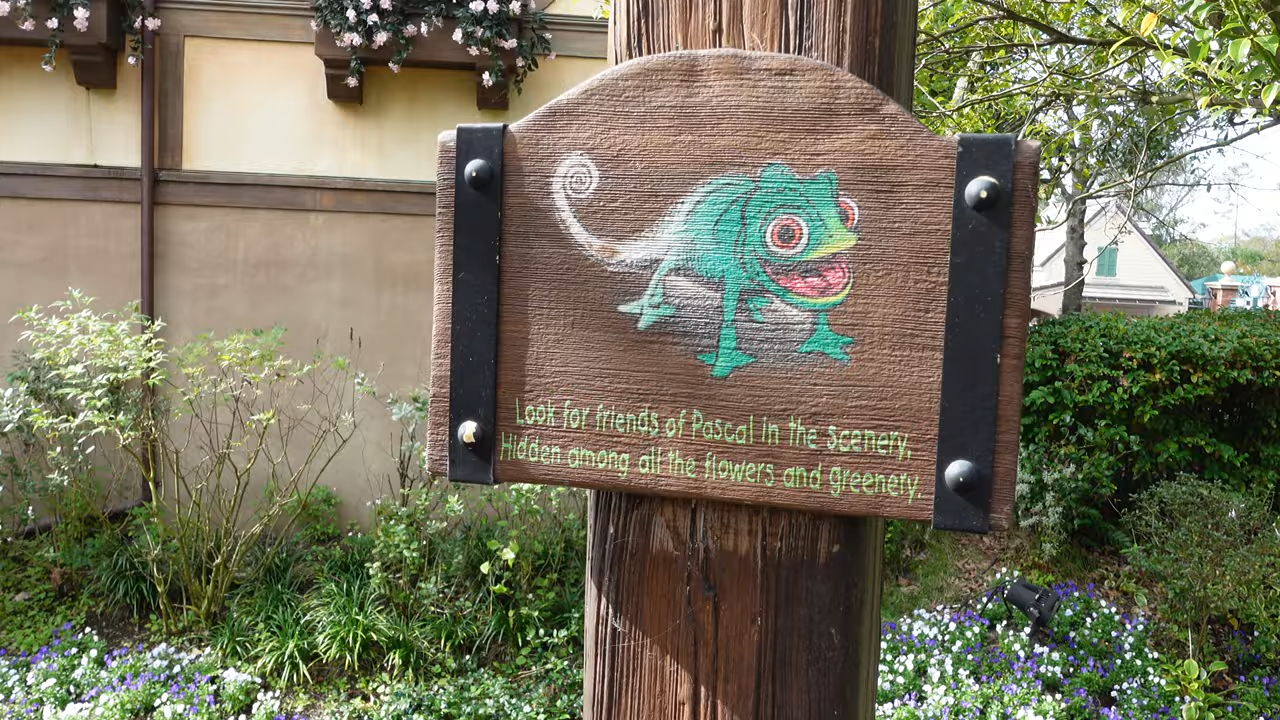 Look for friends of Pascal in the scenery,
Hidden among all the flowers and greenery.